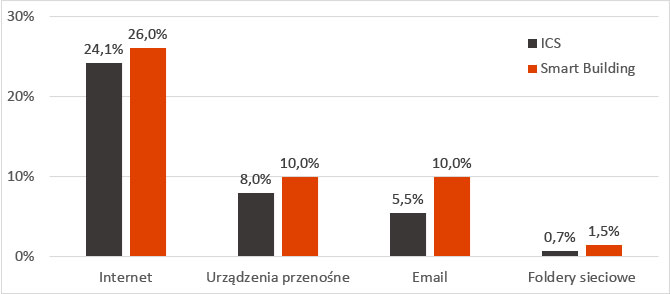 30%
20%
10%
0%
ICS
Smart Building
24,1%
26,0%
8,0%
10,0%
5,5%
10,0%
0,7%
1,5%
Internet
Urządzenia przenośne
Email
Foldery sieciowe